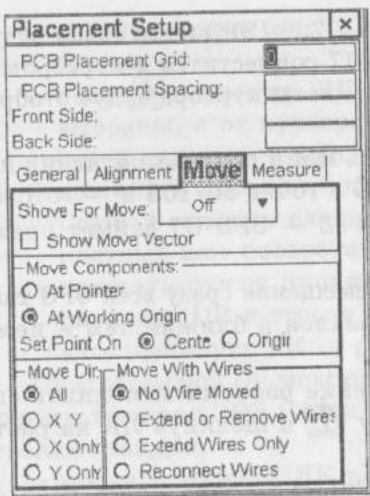 Placement Setup
PCB Placement Grid:
PCB Placement Spacing:
Front Side:
Back Side:
General Alignment Move Measure
Shove For Move: Off
Show Move Vector
Move Components:
At Pointer
At Working Origin
Set Point On Cente Origin
Move Dir: Move With Wires
All No Wire Moved
X, Y Extend or Remove Wires
X Only Extend Wires Only
Y Only Reconnect Wires